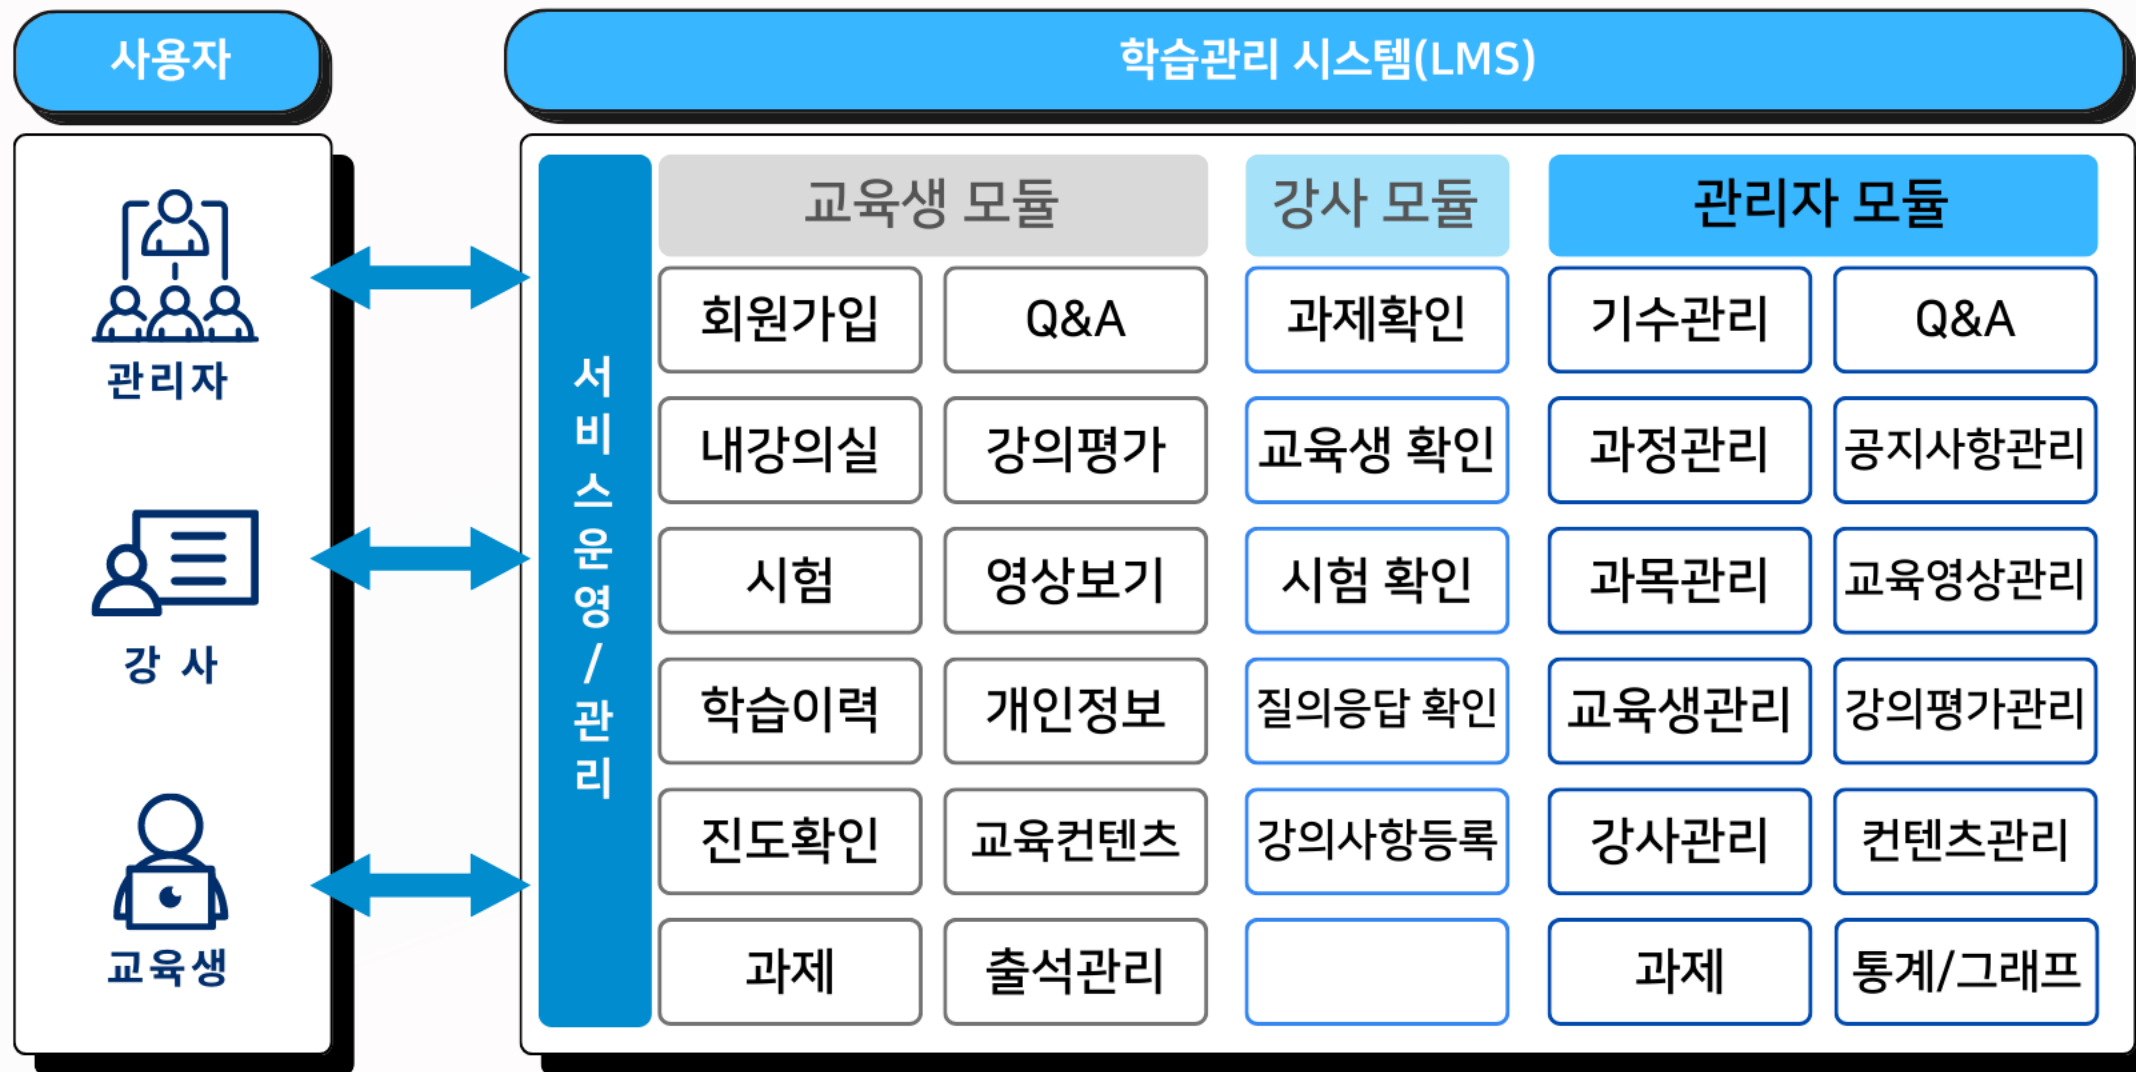 사용자
학습관리 시스템(LMS)
관리자
강 사
교육생
서비스운영/관리
교육생 모듈
강사 모듈
관리자 모듈
회원가입
Q&A
과제확인
기수관리
Q&A
내강의실
강의평가
교육생 확인
과정관리
공지사항관리
시험
영상보기
시험 확인
과목관리
교육영상관리
학습이력
개인정보
질의응답 확인
교육생관리
강의평가관리
진도확인
교육컨텐츠
강의사항등록
강사관리
컨텐츠관리
과제
출석관리
과제
통계/그래프